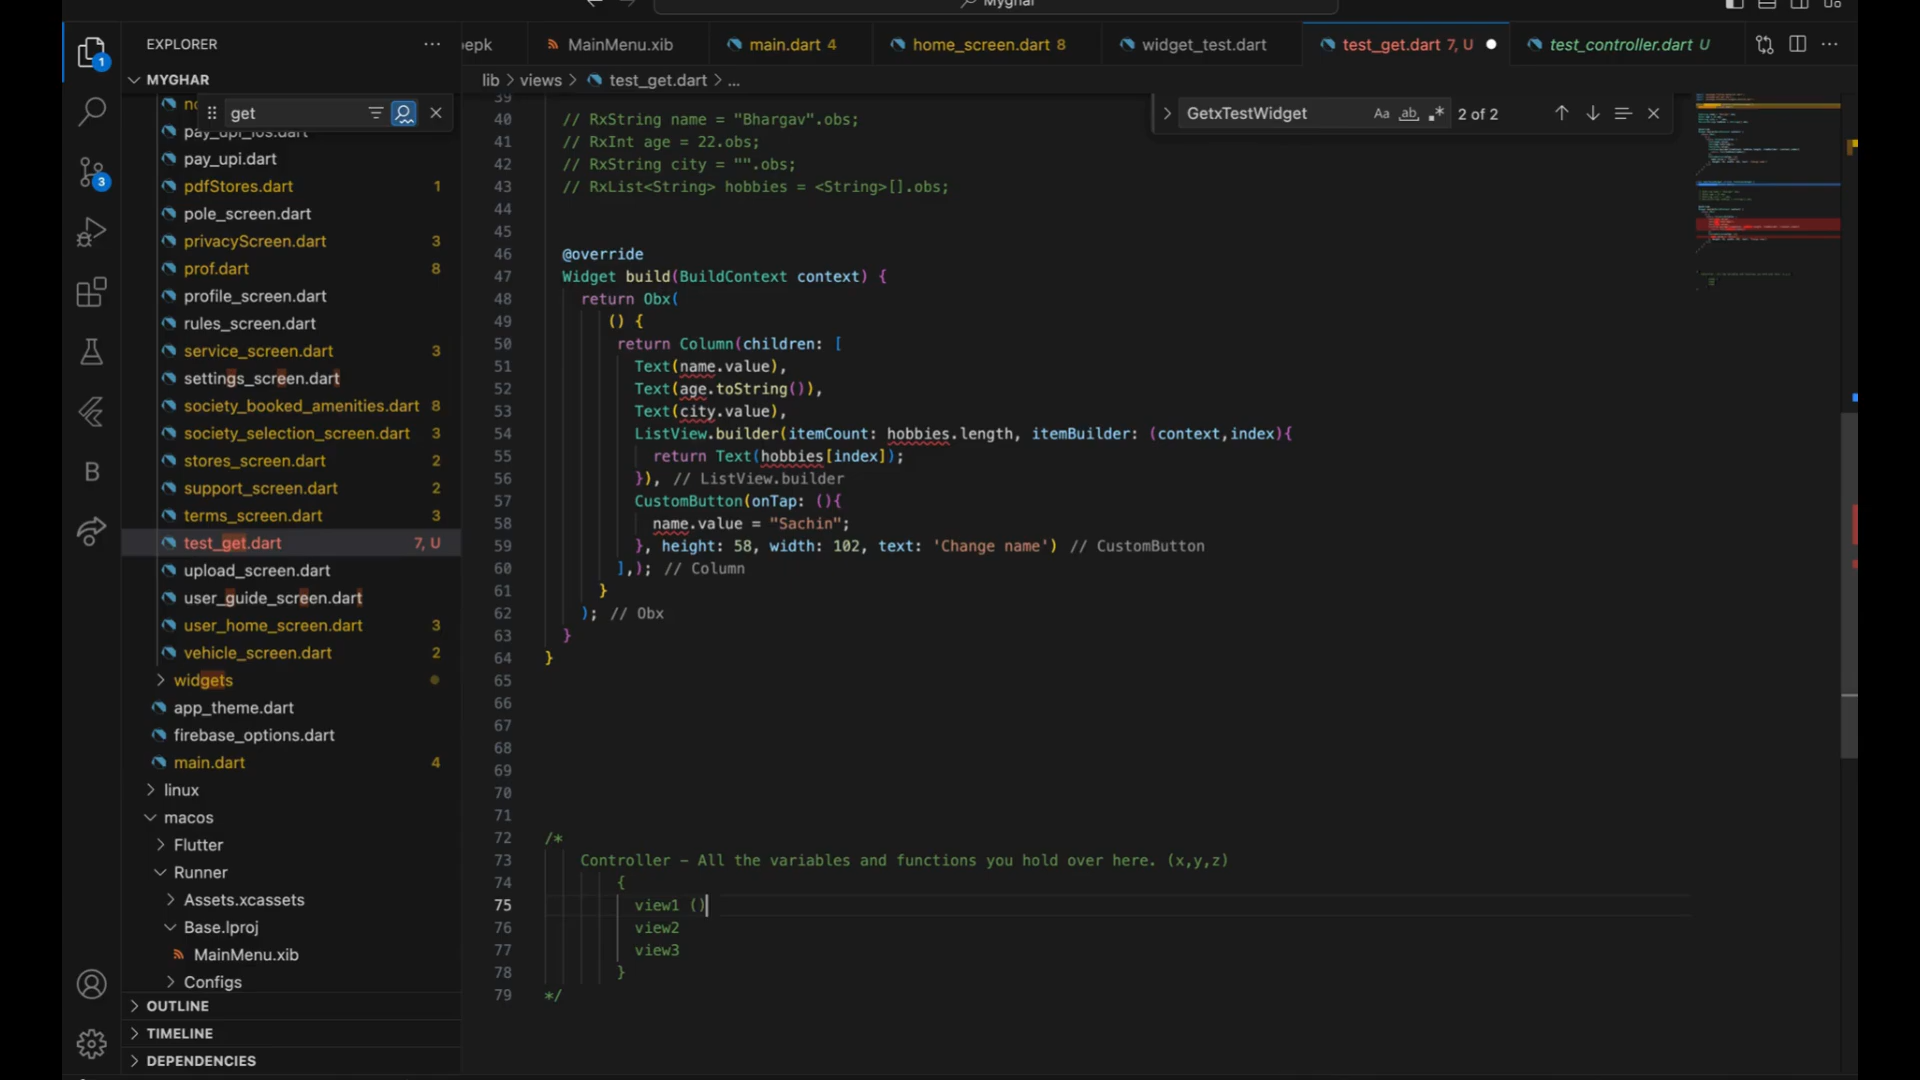 Myghar
EXPLORER
MYGHAR
get
pay_upi_ios.dart
pay_upi.dart
pdfStores.dart 1
pole_screen.dart
privacyScreen.dart 3
prof.dart 8
profile_screen.dart
rules_screen.dart
service_screen.dart 3
settings_screen.dart
society_booked_amenities.dart 8
society_selection_screen.dart 3
stores_screen.dart 2
support_screen.dart 2
terms_screen.dart 3
test_get.dart 7, U
upload_screen.dart
user_guide_screen.dart
user_home_screen.dart 3
vehicle_screen.dart 2
widgets
app_theme.dart
firebase_options.dart
main.dart 4
linux
macos
Flutter
Runner
Assets.xcassets
Base.lproj
MainMenu.xib
Configs
OUTLINE
TIMELINE
DEPENDENCIES
1
3
B
epk MainMenu.xib main.dart 4 home_screen.dart 8 widget_test.dart test_get.dart 7, U test_controller.dart U
lib > views > test_get.dart > ...
GetxTestWidget Aa ab .* 2 of 2
39
40 // RxString name = "Bhargav".obs;
41 // RxInt age = 22.obs;
42 // RxString city = "".obs;
43 // RxList<String> hobbies = <String>[].obs;
44
45
46 @override
47 Widget build(BuildContext context) {
48 return Obx(
49 () {
50 return Column(children: [
51 Text(name.value),
52 Text(age.toString()),
53 Text(city.value),
54 ListView.builder(itemCount: hobbies.length, itemBuilder: (context,index){
55 return Text(hobbies[index]);
56 }), // ListView.builder
57 CustomButton(onTap: (){
58 name.value = "Sachin";
59 }, height: 58, width: 102, text: 'Change name') // CustomButton
60 ],); // Column
61 }
62 ); // Obx
63 }
64 }
65
66
67
68
69
70
71
72 /*
73 Controller - All the variables and functions you hold over here. (x,y,z)
74 {
75 view1 ()
76 view2
77 view3
78 }
79 */